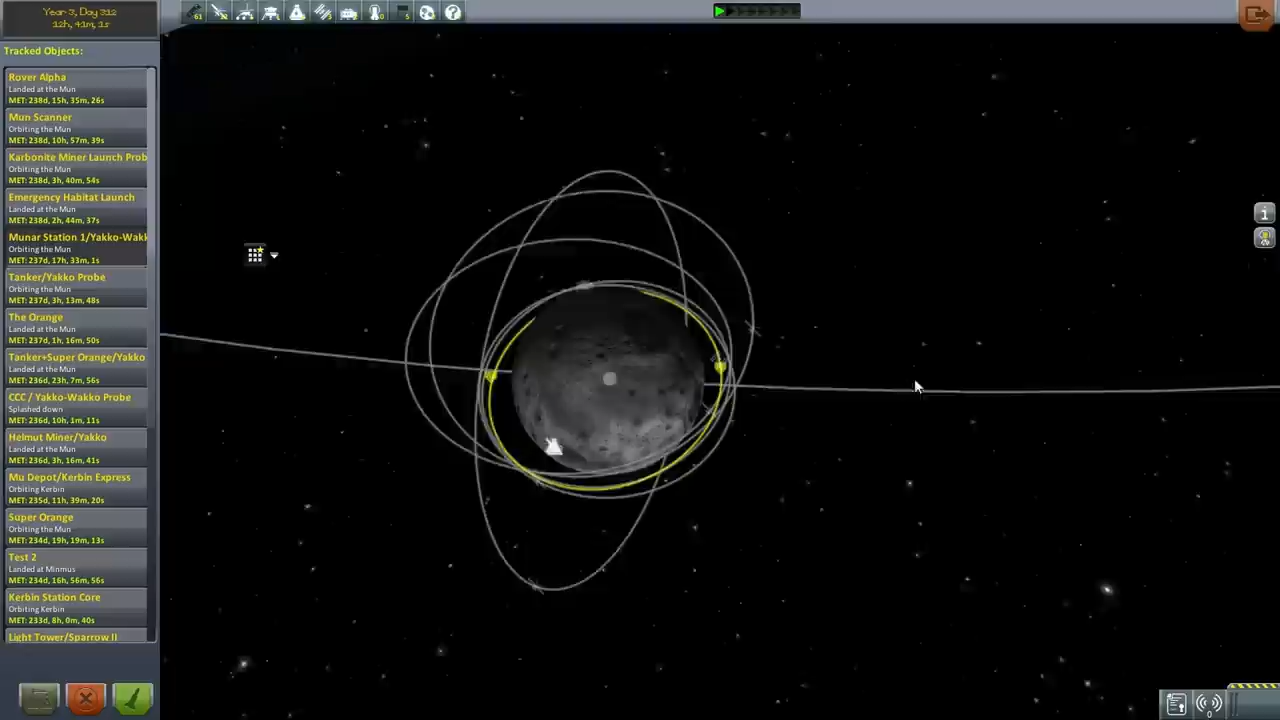 Year 3, Day 312
12h, 41m, 1s
61
0
5
?
Tracked Objects:
Rover Alpha
Landed at the Mun
MET: 238d, 15h, 35m, 26s
Mun Scanner
Orbiting the Mun
MET: 238d, 10h, 57m, 39s
Karbonite Miner Launch Prob
Orbiting the Mun
MET: 238d, 3h, 40m, 54s
Emergency Habitat Launch
Landed at the Mun
MET: 238d, 2h, 44m, 37s
Munar Station 1/Yakko-Wakk
Orbiting the Mun
MET: 237d, 17h, 33m, 1s
Tanker/Yakko Probe
Orbiting the Mun
MET: 237d, 3h, 13m, 48s
The Orange
Landed at the Mun
MET: 237d, 1h, 16m, 50s
Tanker+Super Orange/Yakko
Landed at the Mun
MET: 236d, 23h, 7m, 56s
CCC / Yakko-Wakko Probe
Splashed down
MET: 236d, 10h, 1m, 11s
Helmut Miner/Yakko
Landed at the Mun
MET: 236d, 3h, 16m, 41s
Mu Depot/Kerbin Express
Orbiting Kerbin
MET: 235d, 11h, 39m, 20s
Super Orange
Orbiting the Mun
MET: 234d, 19h, 19m, 13s
Test 2
Landed at Minmus
MET: 234d, 16h, 56m, 56s
Kerbin Station Core
Orbiting Kerbin
MET: 233d, 8h, 0m, 40s
Light Tower/Sparrow II
i
0